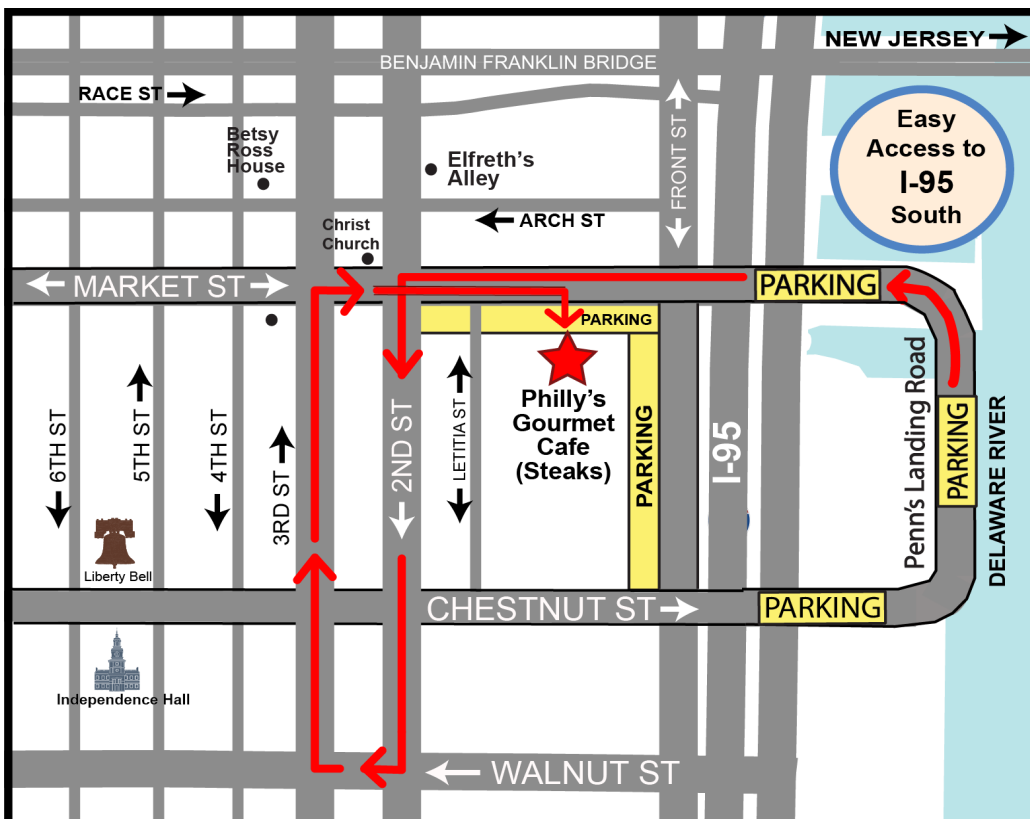 NEW JERSEY
BENJAMIN FRANKLIN BRIDGE
RACE ST
Easy
Access to
I-95
South
Betsy
Ross
House
Elfreth's
Alley
FRONT ST
ARCH ST
Christ
Church
MARKET ST
PARKING
PARKING
Philly's
Gourmet
Cafe
(Steaks)
PARKING
I-95
Penn's Landing Road
PARKING
DELAWARE RIVER
6TH ST
5TH ST
4TH ST
3RD ST
2ND ST
LETITIA ST
Liberty Bell
CHESTNUT ST
PARKING
Independence Hall
WALNUT ST